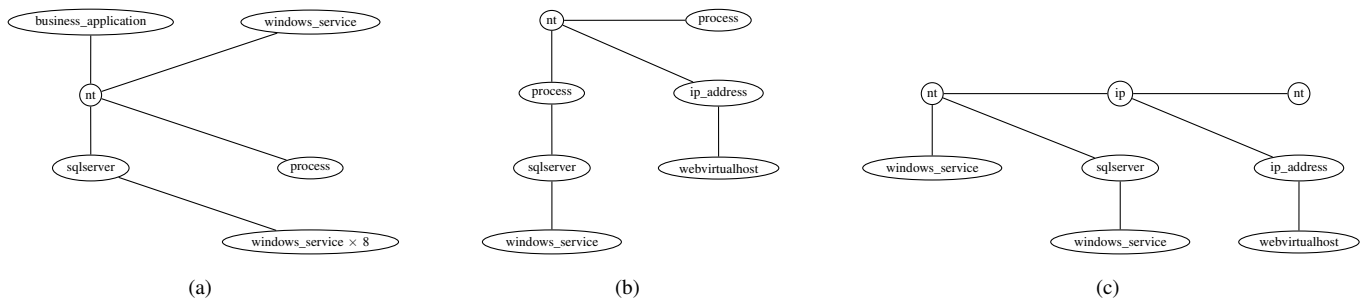 business_application
windows_service
nt
sqlserver
process
windows_service × 8
(a)
nt
process
process
ip_address
sqlserver
webvirtualhost
windows_service
(b)
nt
ip
nt
windows_service
sqlserver
ip_address
windows_service
webvirtualhost
(c)